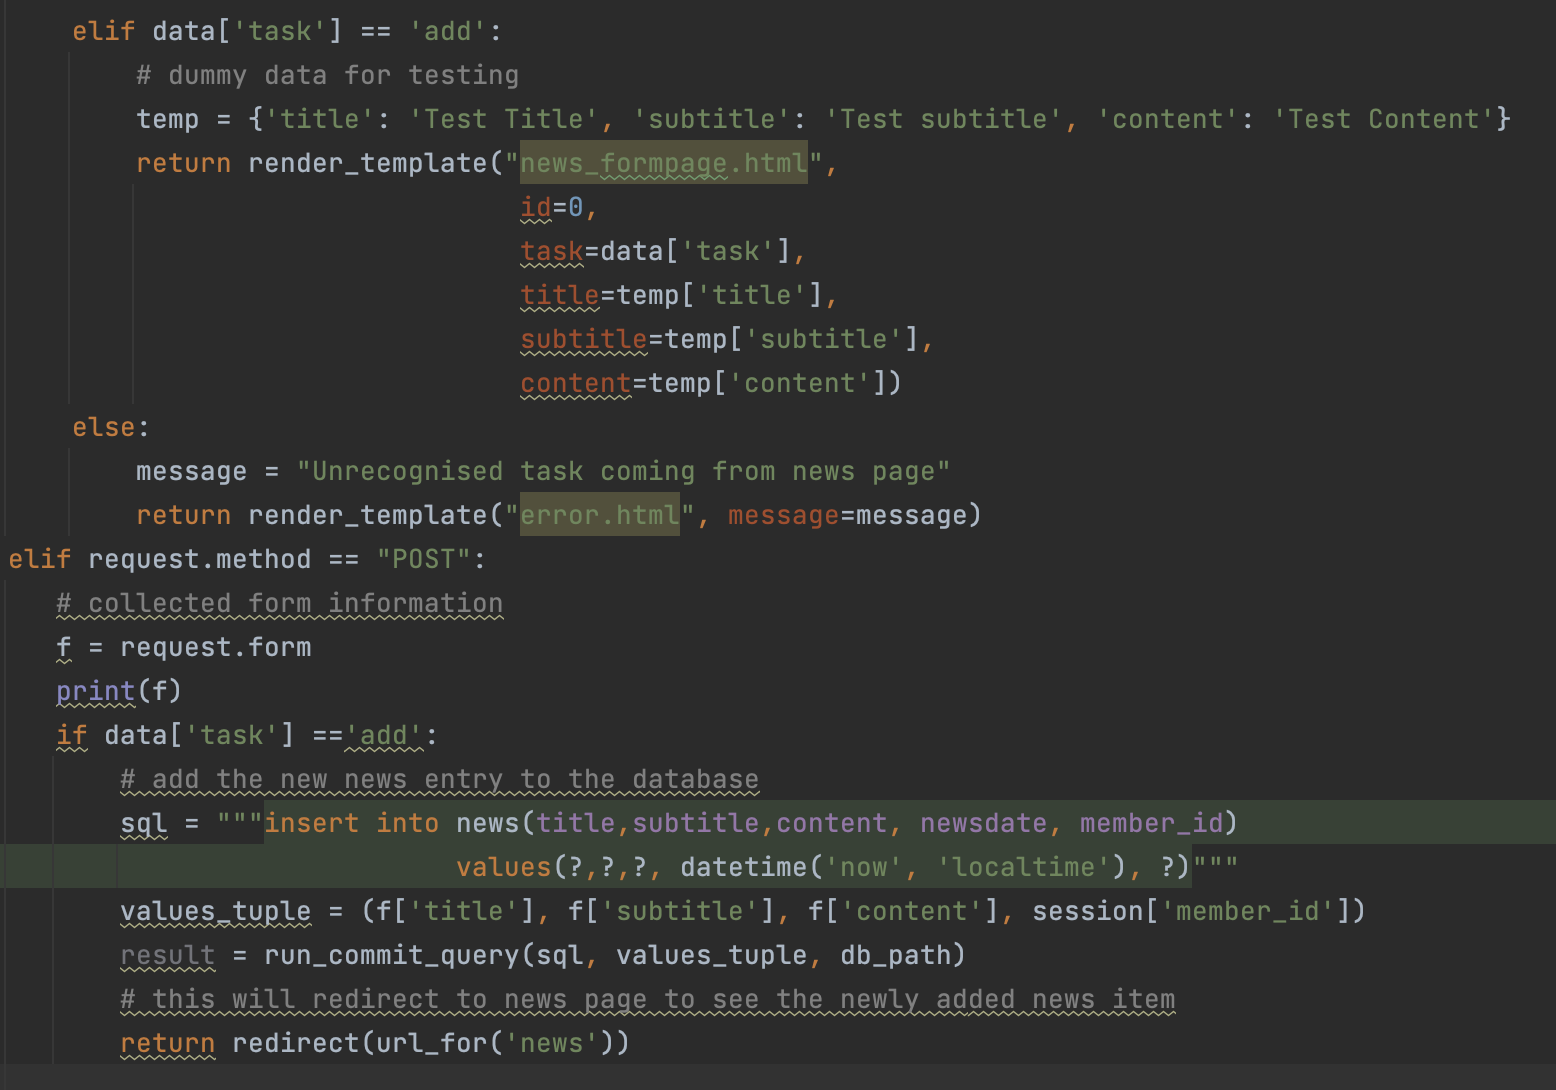 elif data['task'] == 'add':
# dummy data for testing
temp = {'title': 'Test Title', 'subtitle': 'Test subtitle', 'content': 'Test Content'}
return render_template("news_formpage.html",
id=0,
task=data['task'],
title=temp['title'],
subtitle=temp['subtitle'],
content=temp['content'])
else:
message = "Unrecognised task coming from news page"
return render_template("error.html", message=message)
elif request.method == "POST":
# collected form information
f = request.form
print(f)
if data['task'] =='add':
# add the new news entry to the database
sql = """insert into news(title,subtitle,content, newsdate, member_id)
values(?,?,?, datetime('now', 'localtime'), ?)"""
values_tuple = (f['title'], f['subtitle'], f['content'], session['member_id'])
result = run_commit_query(sql, values_tuple, db_path)
# this will redirect to news page to see the newly added news item
return redirect(url_for('news'))